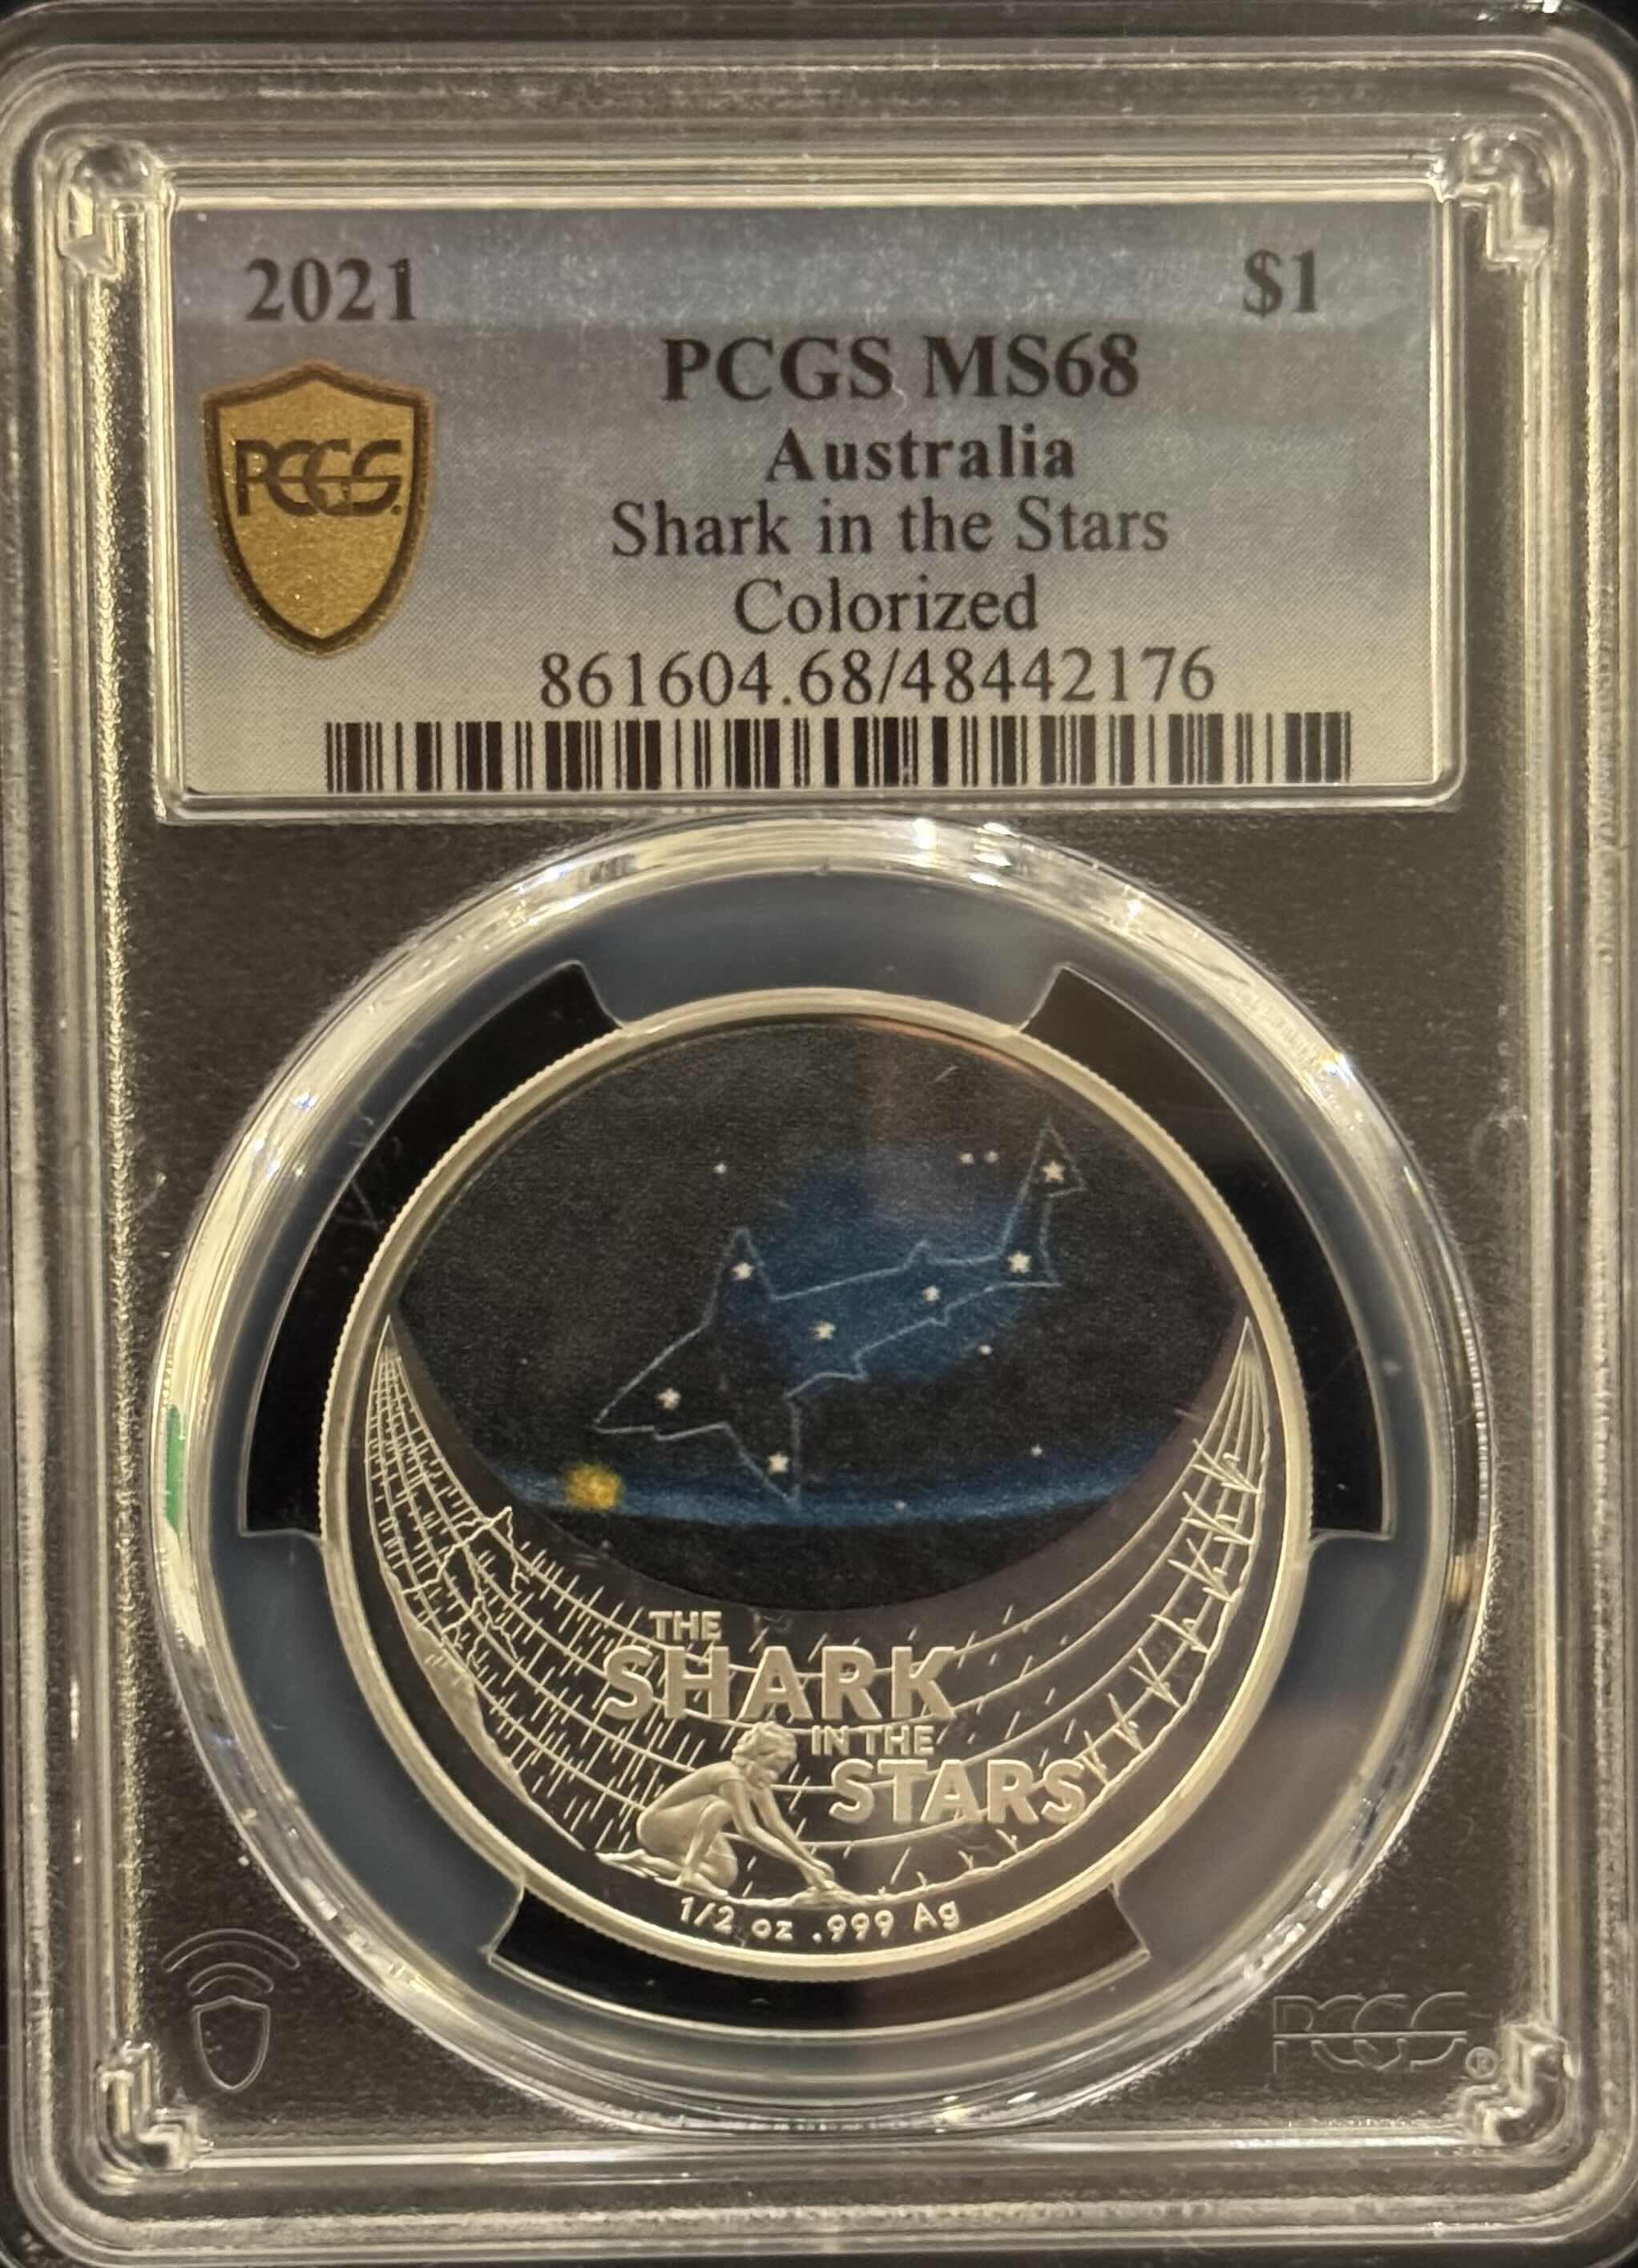 2021 $1
PCGS MS68
PCGS.
Australia
Shark in the Stars
Colorized
861604.68/48442176
THE
SHARK
IN THE
STARS
1/2 oz .999 Ag
PCGS®